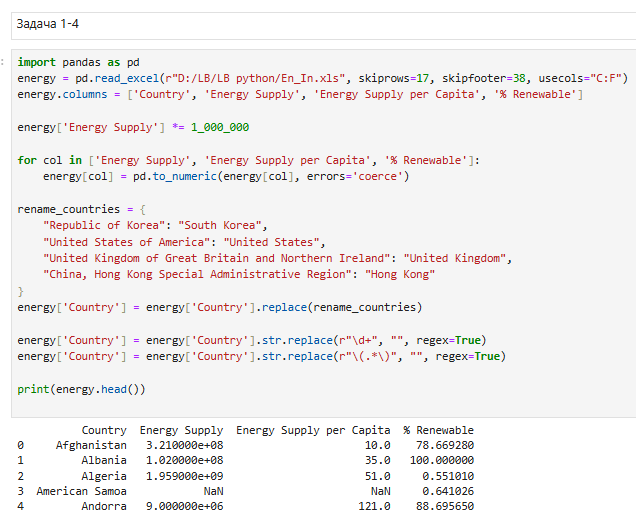 Задача 1-4
:
import pandas as pd
energy = pd.read_excel(r"D:/LB/LB python/En_In.xls", skiprows=17, skipfooter=38, usecols="C:F")
energy.columns = ['Country', 'Energy Supply', 'Energy Supply per Capita', '% Renewable']
energy['Energy Supply'] *= 1_000_000
for col in ['Energy Supply', 'Energy Supply per Capita', '% Renewable']:
    energy[col] = pd.to_numeric(energy[col], errors='coerce')
rename_countries = {
    "Republic of Korea": "South Korea",
    "United States of America": "United States",
    "United Kingdom of Great Britain and Northern Ireland": "United Kingdom",
    "China, Hong Kong Special Administrative Region": "Hong Kong"
}
energy['Country'] = energy['Country'].replace(rename_countries)
energy['Country'] = energy['Country'].str.replace(r"\d+", "", regex=True)
energy['Country'] = energy['Country'].str.replace(r"\(.*\)", "", regex=True)
print(energy.head())
Country Energy Supply Energy Supply per Capita % Renewable
0 Afghanistan 3.210000e+08 10.0 78.669280
1 Albania 1.020000e+08 35.0 100.000000
2 Algeria 1.959000e+09 51.0 0.551010
3 American Samoa NaN NaN 0.641026
4 Andorra 9.000000e+06 121.0 88.695650